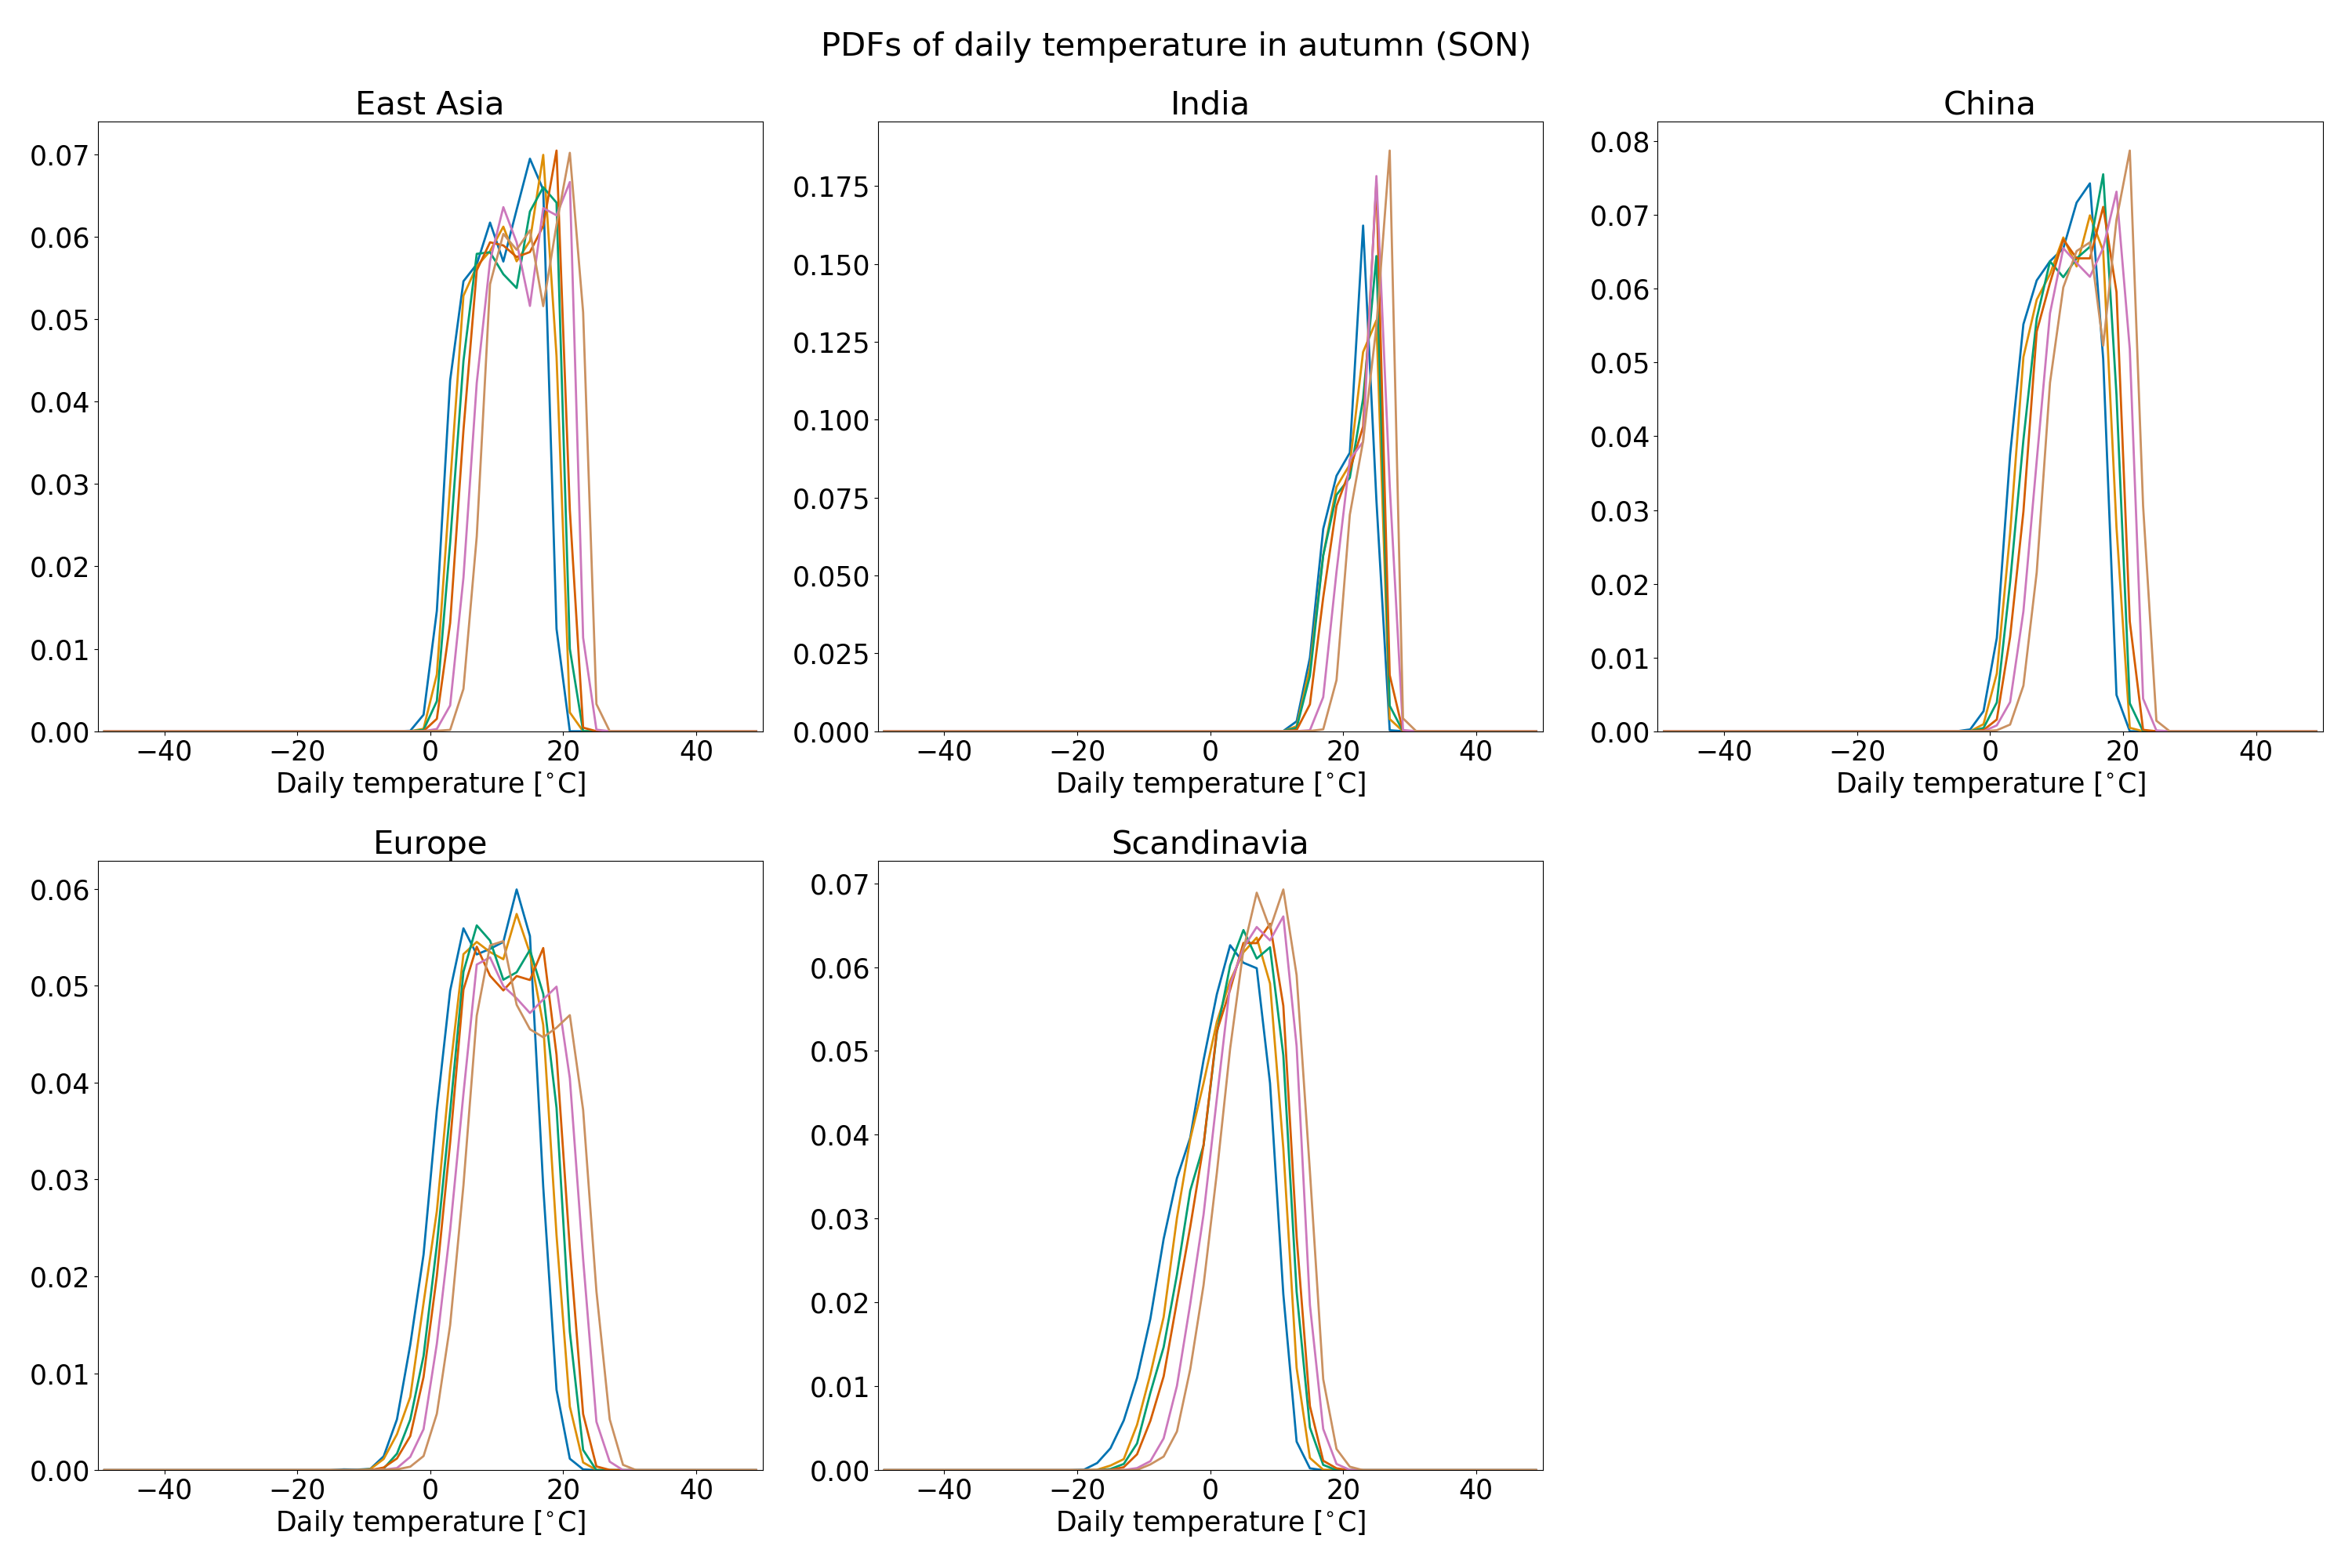 PDFs of daily temperature in autumn (SON)
East Asia
0.07
0.06
0.05
0.04
0.03
0.02
0.01
0.00
−40 −20 0 20 40
Daily temperature [°C]
India
0.175
0.150
0.125
0.100
0.075
0.050
0.025
0.000
−40 −20 0 20 40
Daily temperature [°C]
China
0.08
0.07
0.06
0.05
0.04
0.03
0.02
0.01
0.00
−40 −20 0 20 40
Daily temperature [°C]
Europe
0.06
0.05
0.04
0.03
0.02
0.01
0.00
−40 −20 0 20 40
Daily temperature [°C]
Scandinavia
0.07
0.06
0.05
0.04
0.03
0.02
0.01
0.00
−40 −20 0 20 40
Daily temperature [°C]